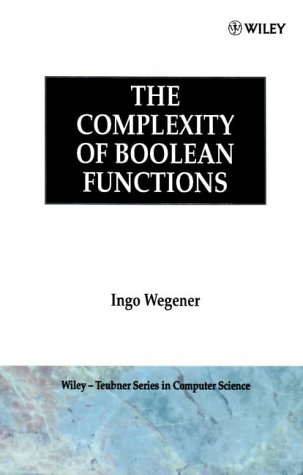 WILEY
THE
COMPLEXITY
OF BOOLEAN
FUNCTIONS
Ingo Wegener
Wiley – Teubner Series in Computer Science